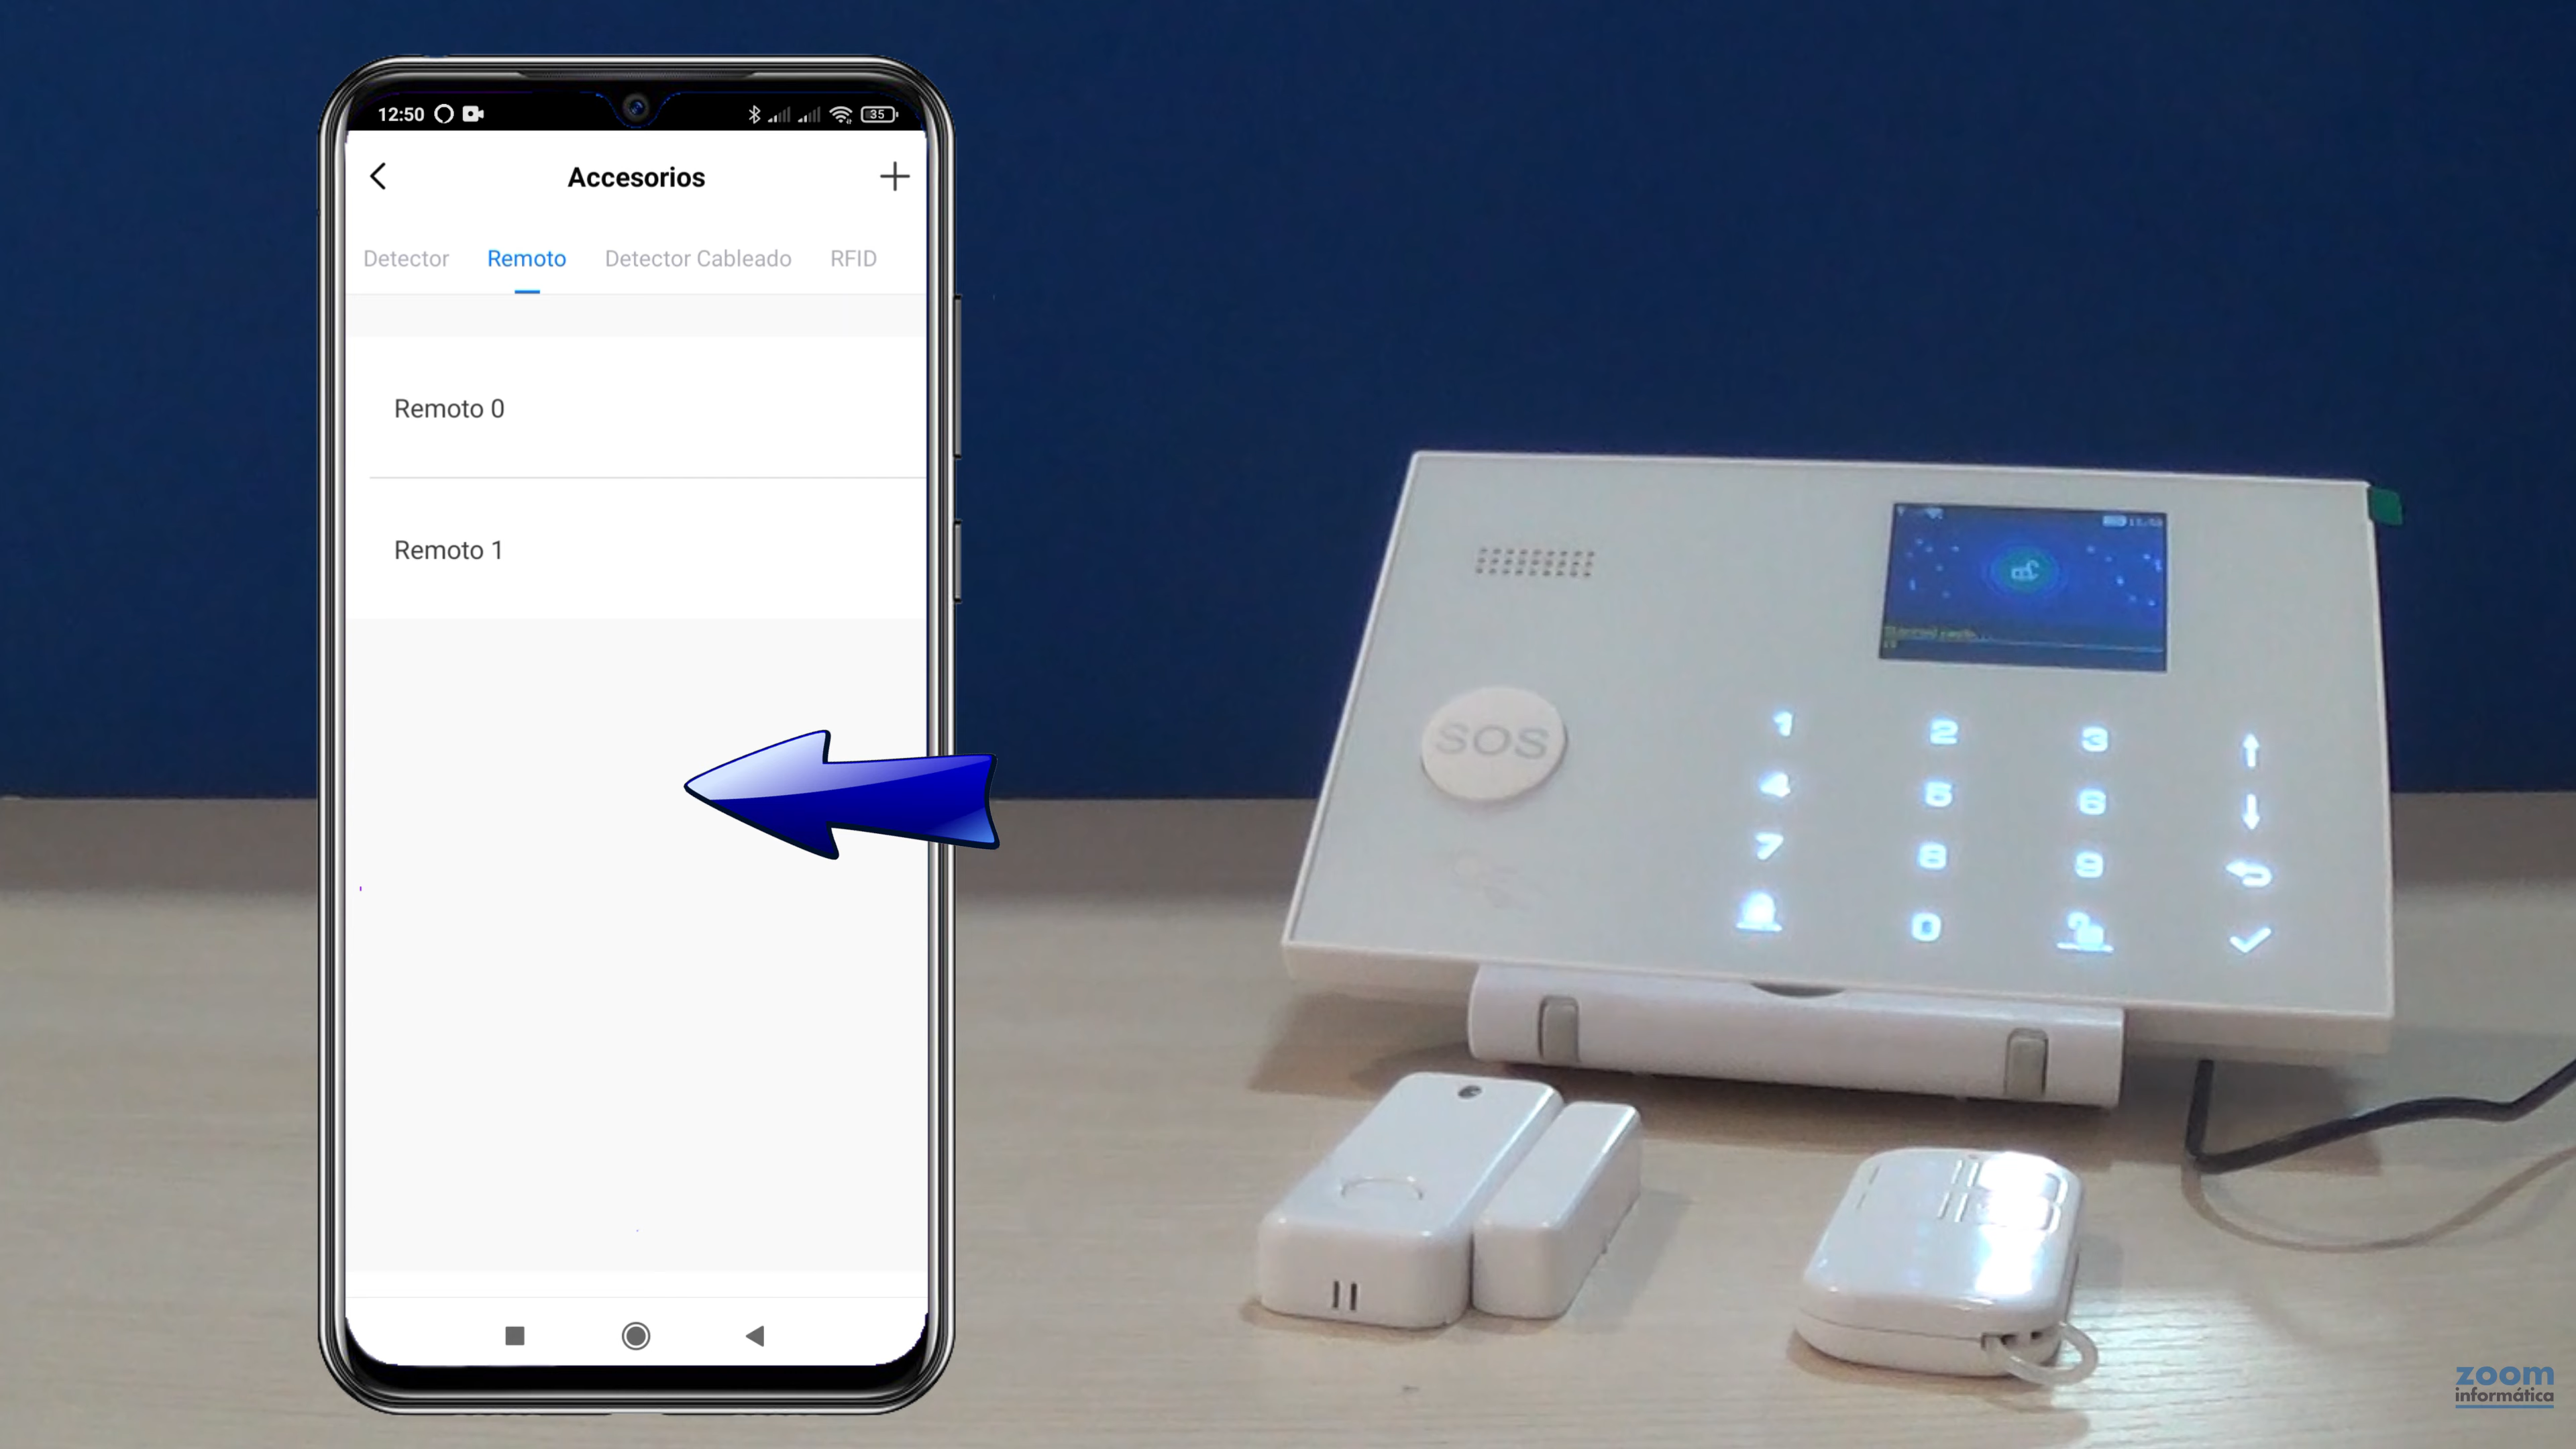 12:50
35
Accesorios
Detector Remoto Detector Cableado RFID
Remoto 0
Remoto 1
SOS
1 2 3
4 5 6
7 8 9
0
zoom
informática